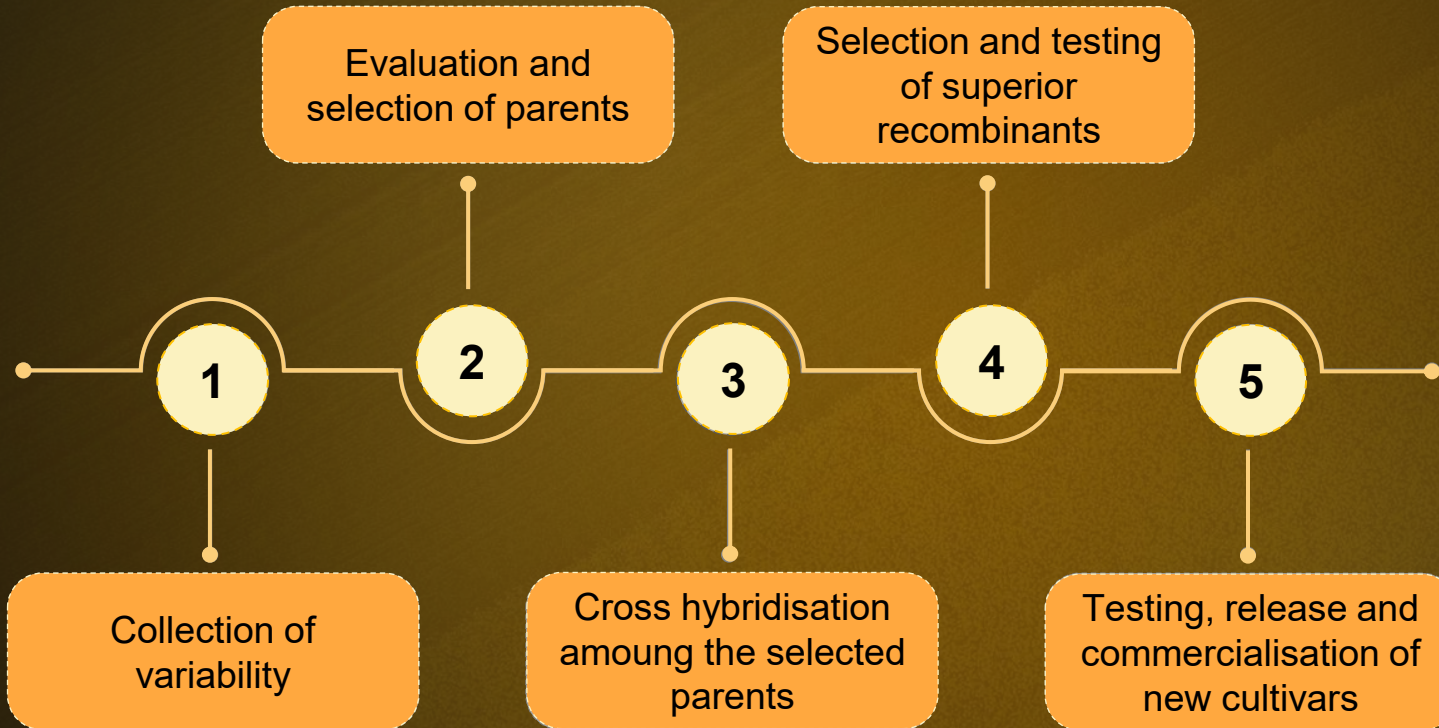 1
Collection of
variability
2
Evaluation and
selection of parents
3
Cross hybridisation
amoung the selected
parents
4
Selection and testing
of superior
recombinants
5
Testing, release and
commercialisation of
new cultivars